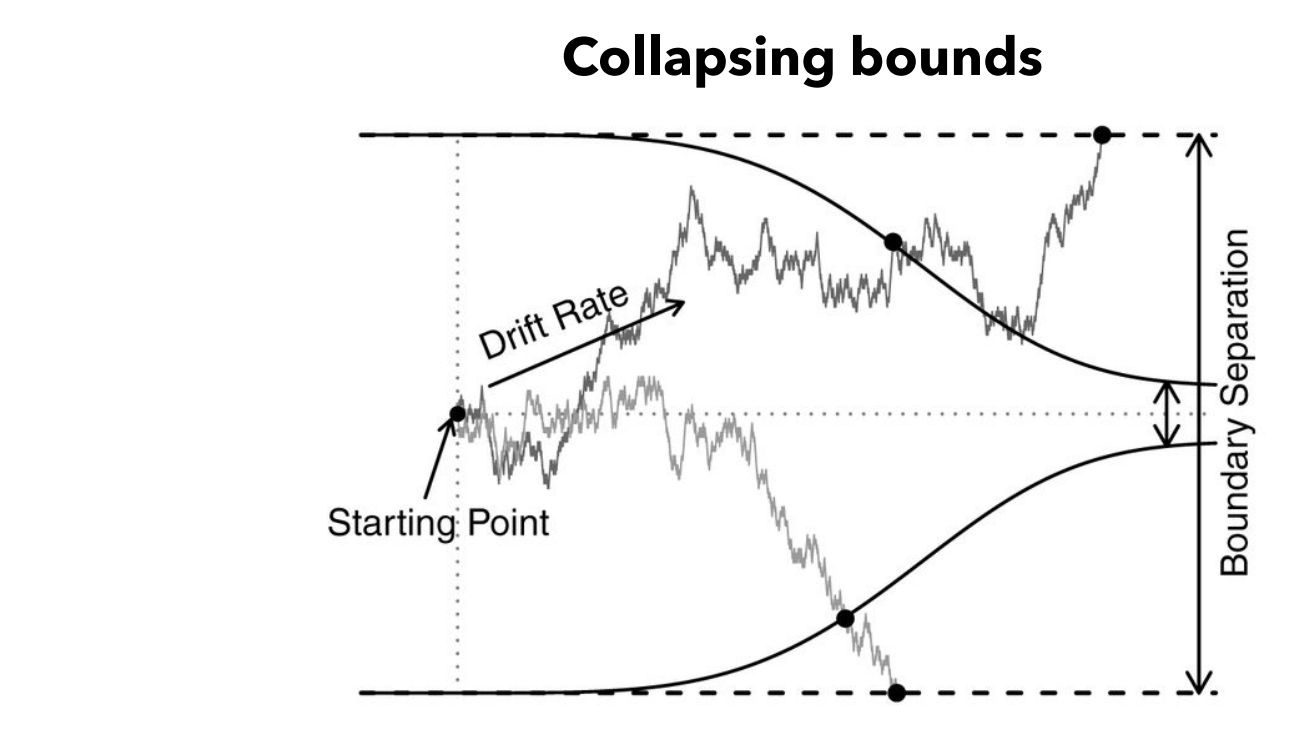 Collapsing bounds
Drift Rate
Starting Point
Boundary Separation